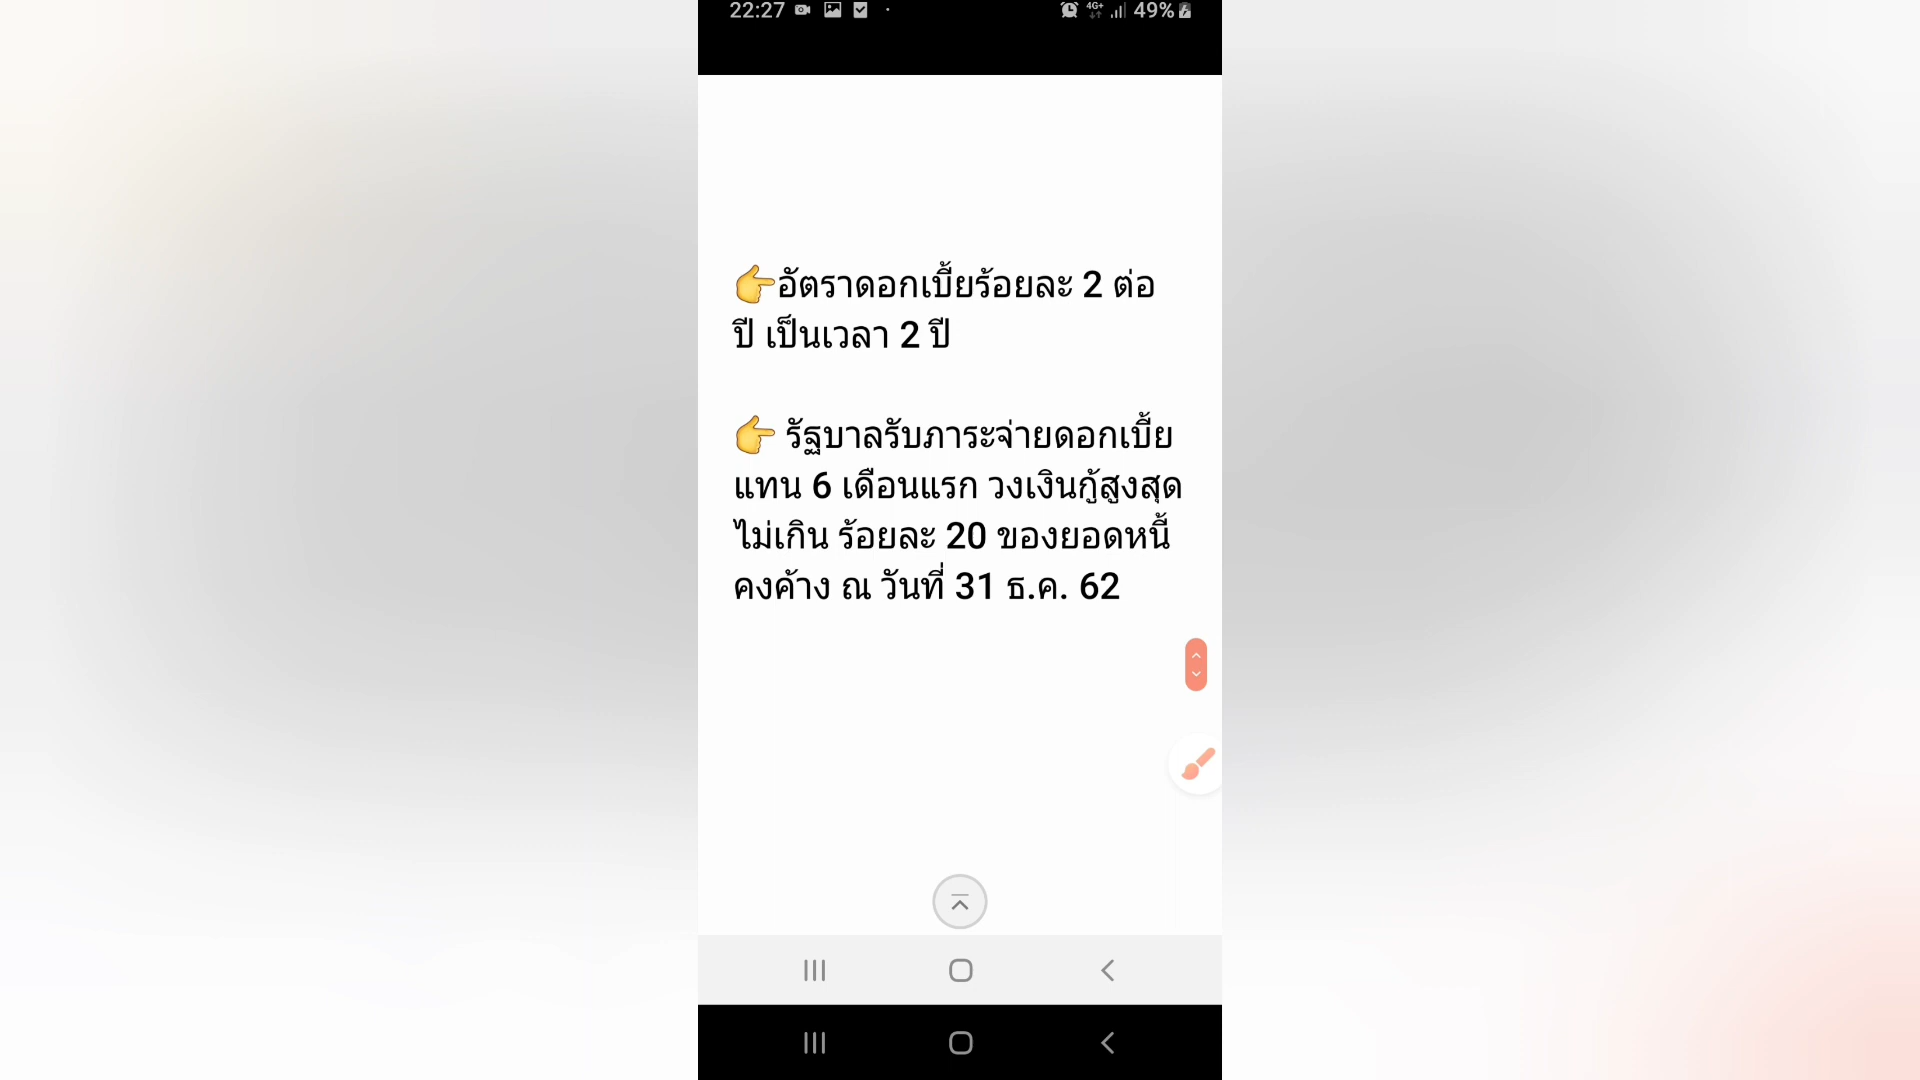 22:27
4G+
49%
👉อัตราดอกเบี้ยร้อยละ 2 ต่อ
ปี เป็นเวลา 2 ปี
👉 รัฐบาลรับภาระจ่ายดอกเบี้ย
แทน 6 เดือนแรก วงเงินกู้สูงสุด
ไม่เกิน ร้อยละ 20 ของยอดหนี้
คงค้าง ณ วันที่ 31 ธ.ค. 62